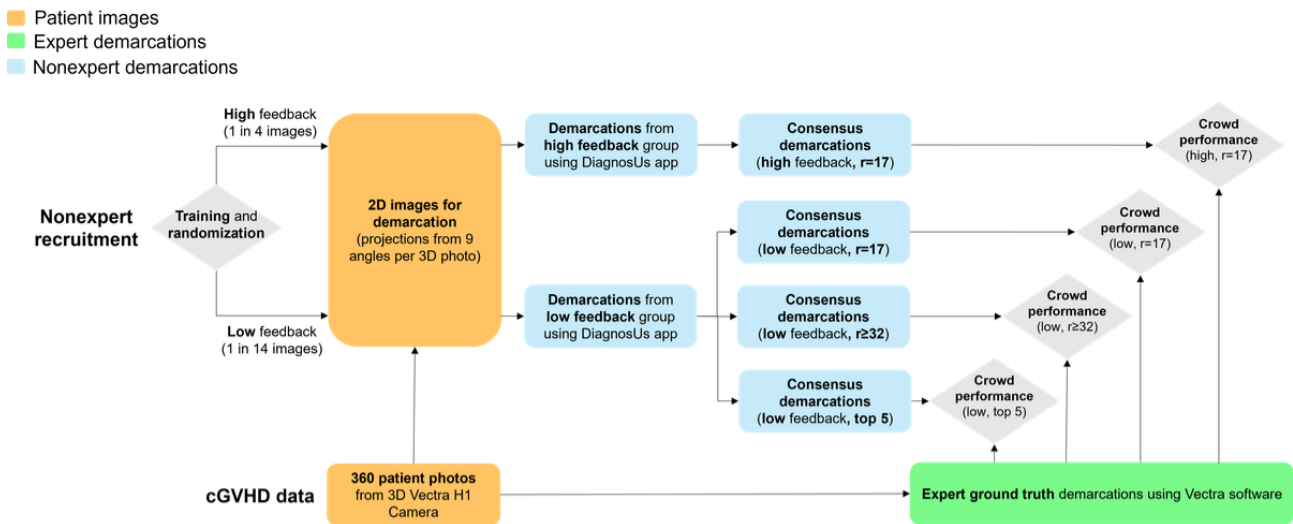 Patient images
Expert demarcations
Nonexpert demarcations
High feedback
(1 in 4 images)
Nonexpert
recruitment
Training and
randomization
Low feedback
(1 in 14 images)
2D images for
demarcation
(projections from 9
angles per 3D photo)
Demarcations from
high feedback group
using DiagnosUs app
Consensus
demarcations
(high feedback, r=17)
Crowd
performance
(high, r=17)
Consensus
demarcations
(low feedback, r=17)
Crowd
performance
(low, r=17)
Demarcations from
low feedback group
using DiagnosUs app
Consensus
demarcations
(low feedback, r≥32)
Crowd
performance
(low, r≥32)
Consensus
demarcations
(low feedback, top 5)
Crowd
performance
(low, top 5)
cGVHD data
360 patient photos
from 3D Vectra H1
Camera
Expert ground truth demarcations using Vectra software